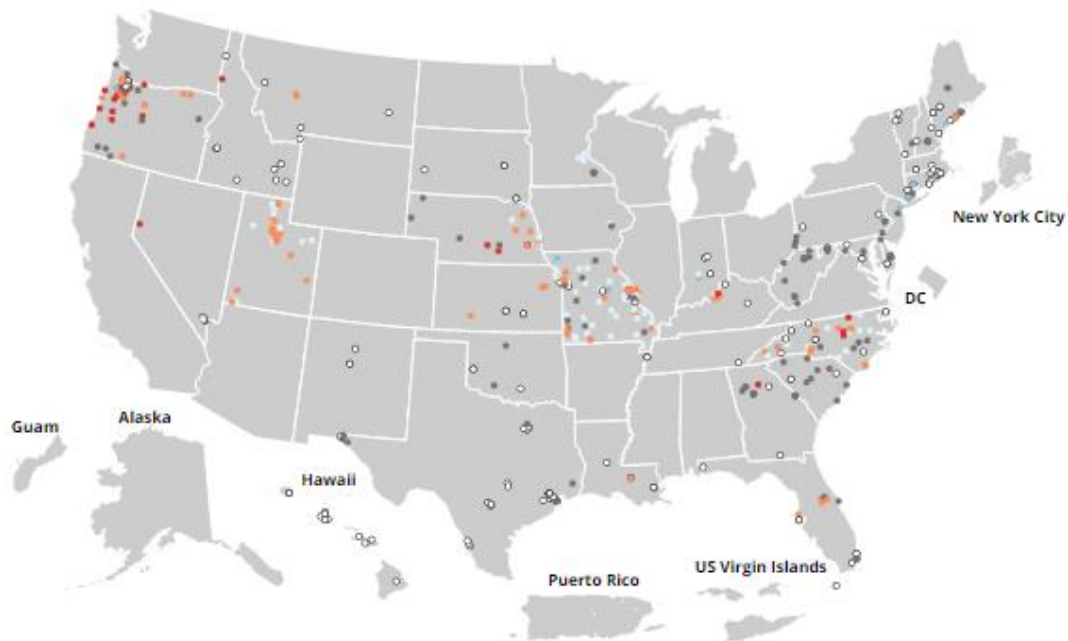 New York City
DC
Alaska
Guam
Hawaii
US Virgin Islands
Puerto Rico